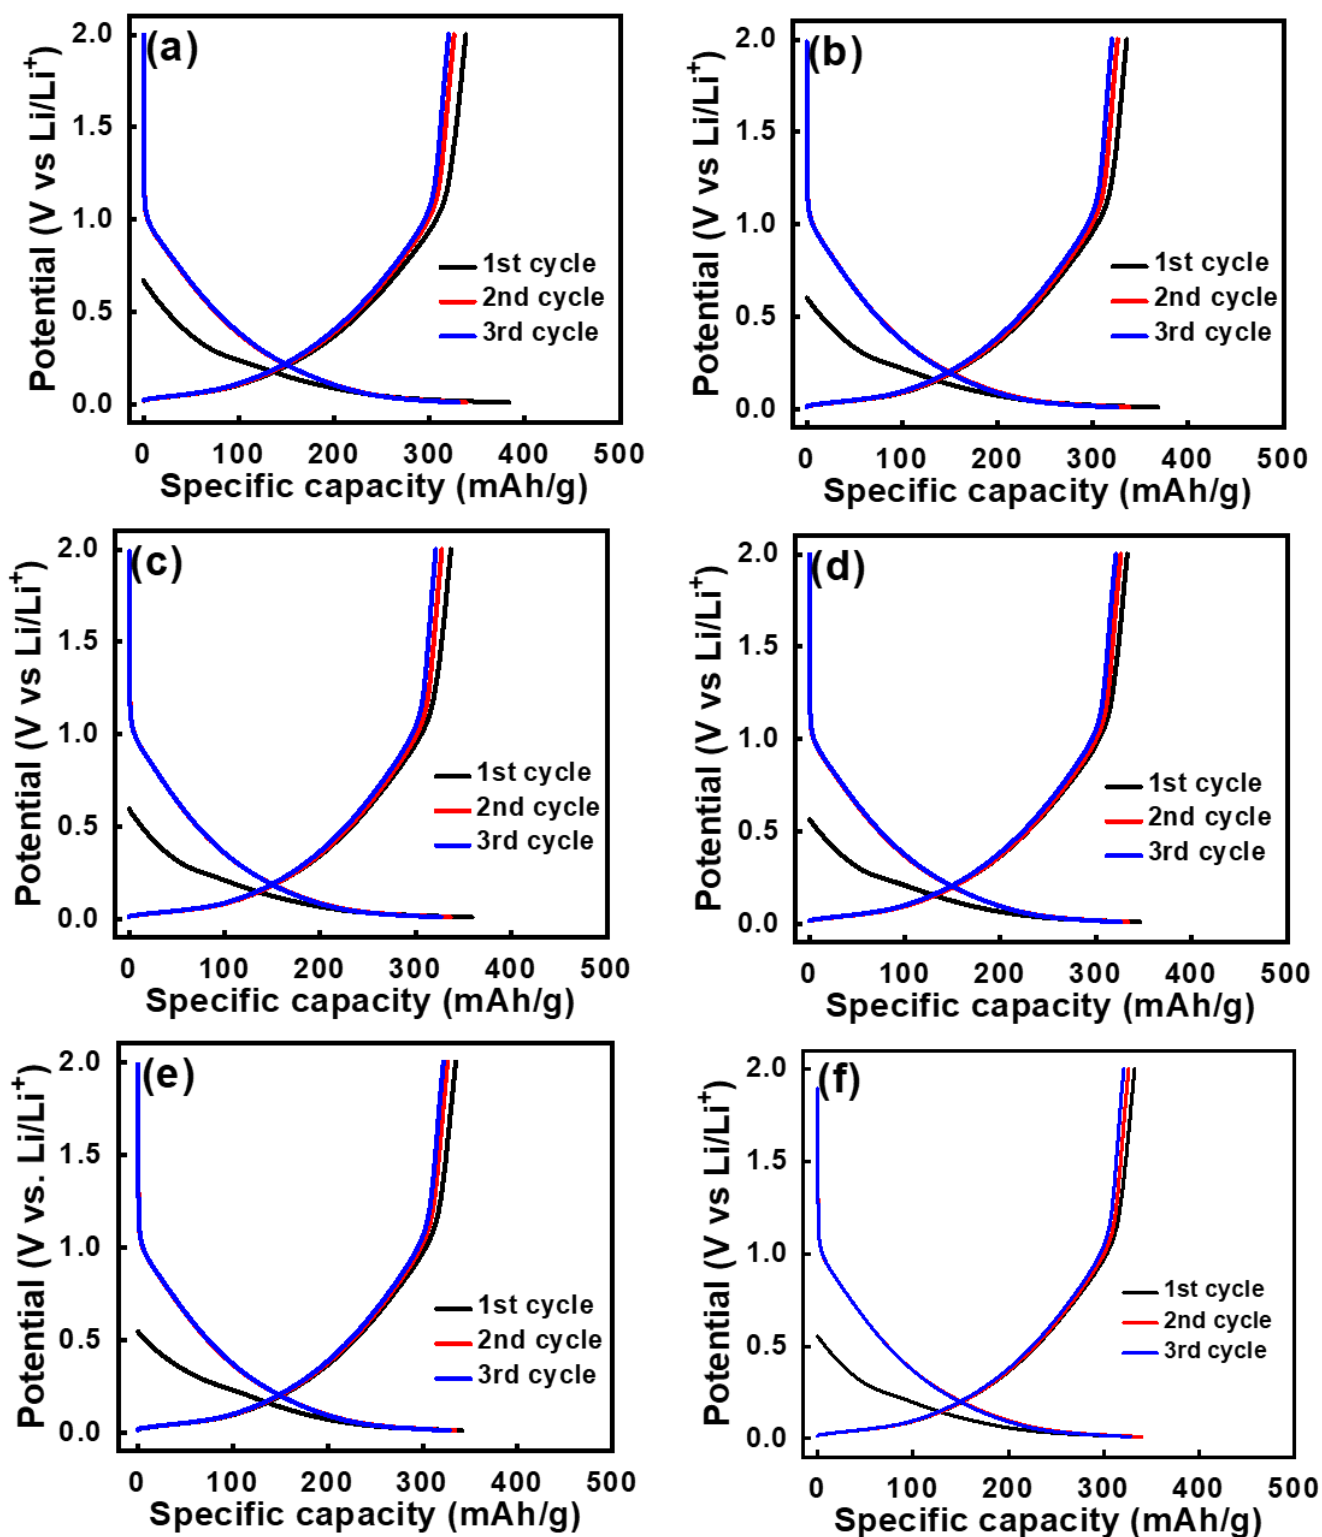 (a)
Potential (V vs Li/Li⁺)
2.0
1.5
1.0
0.5
0.0
1st cycle
2nd cycle
3rd cycle
0 100 200 300 400 500
Specific capacity (mAh/g)
(b)
Potential (V vs Li/Li⁺)
2.0
1.5
1.0
0.5
0.0
1st cycle
2nd cycle
3rd cycle
0 100 200 300 400 500
Specific capacity (mAh/g)
(c)
Potential (V vs Li/Li⁺)
2.0
1.5
1.0
0.5
0.0
1st cycle
2nd cycle
3rd cycle
0 100 200 300 400 500
Specific capacity (mAh/g)
(d)
Potential (V vs Li/Li⁺)
2.0
1.5
1.0
0.5
0.0
1st cycle
2nd cycle
3rd cycle
0 100 200 300 400 500
Specific capacity (mAh/g)
(e)
Potential (V vs. Li/Li⁺)
2.0
1.5
1.0
0.5
0.0
1st cycle
2nd cycle
3rd cycle
0 100 200 300 400 500
Specific capacity (mAh/g)
(f)
Potential (V vs Li/Li⁺)
2.0
1.5
1.0
0.5
0.0
1st cycle
2nd cycle
3rd cycle
0 100 200 300 400 500
Specific capacity (mAh/g)